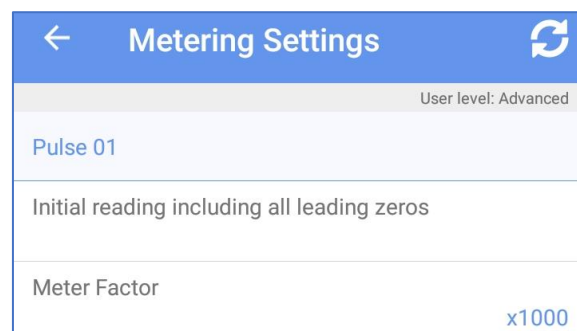 Metering Settings
User level: Advanced
Pulse 01
Initial reading including all leading zeros
Meter Factor
x1000